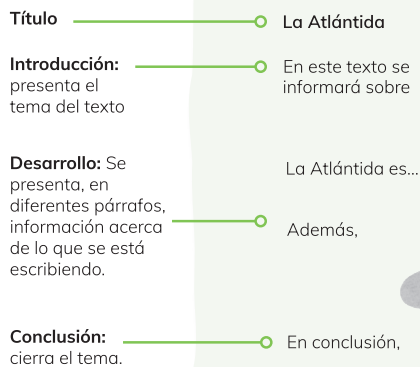 Título
La Atlántida
Introducción:
presenta el
tema del texto
En este texto se
informará sobre
Desarrollo: Se
presenta, en
diferentes párrafos,
información acerca
de lo que se está
escribiendo.
La Atlántida es...
Además,
Conclusión:
cierra el tema.
En conclusión,